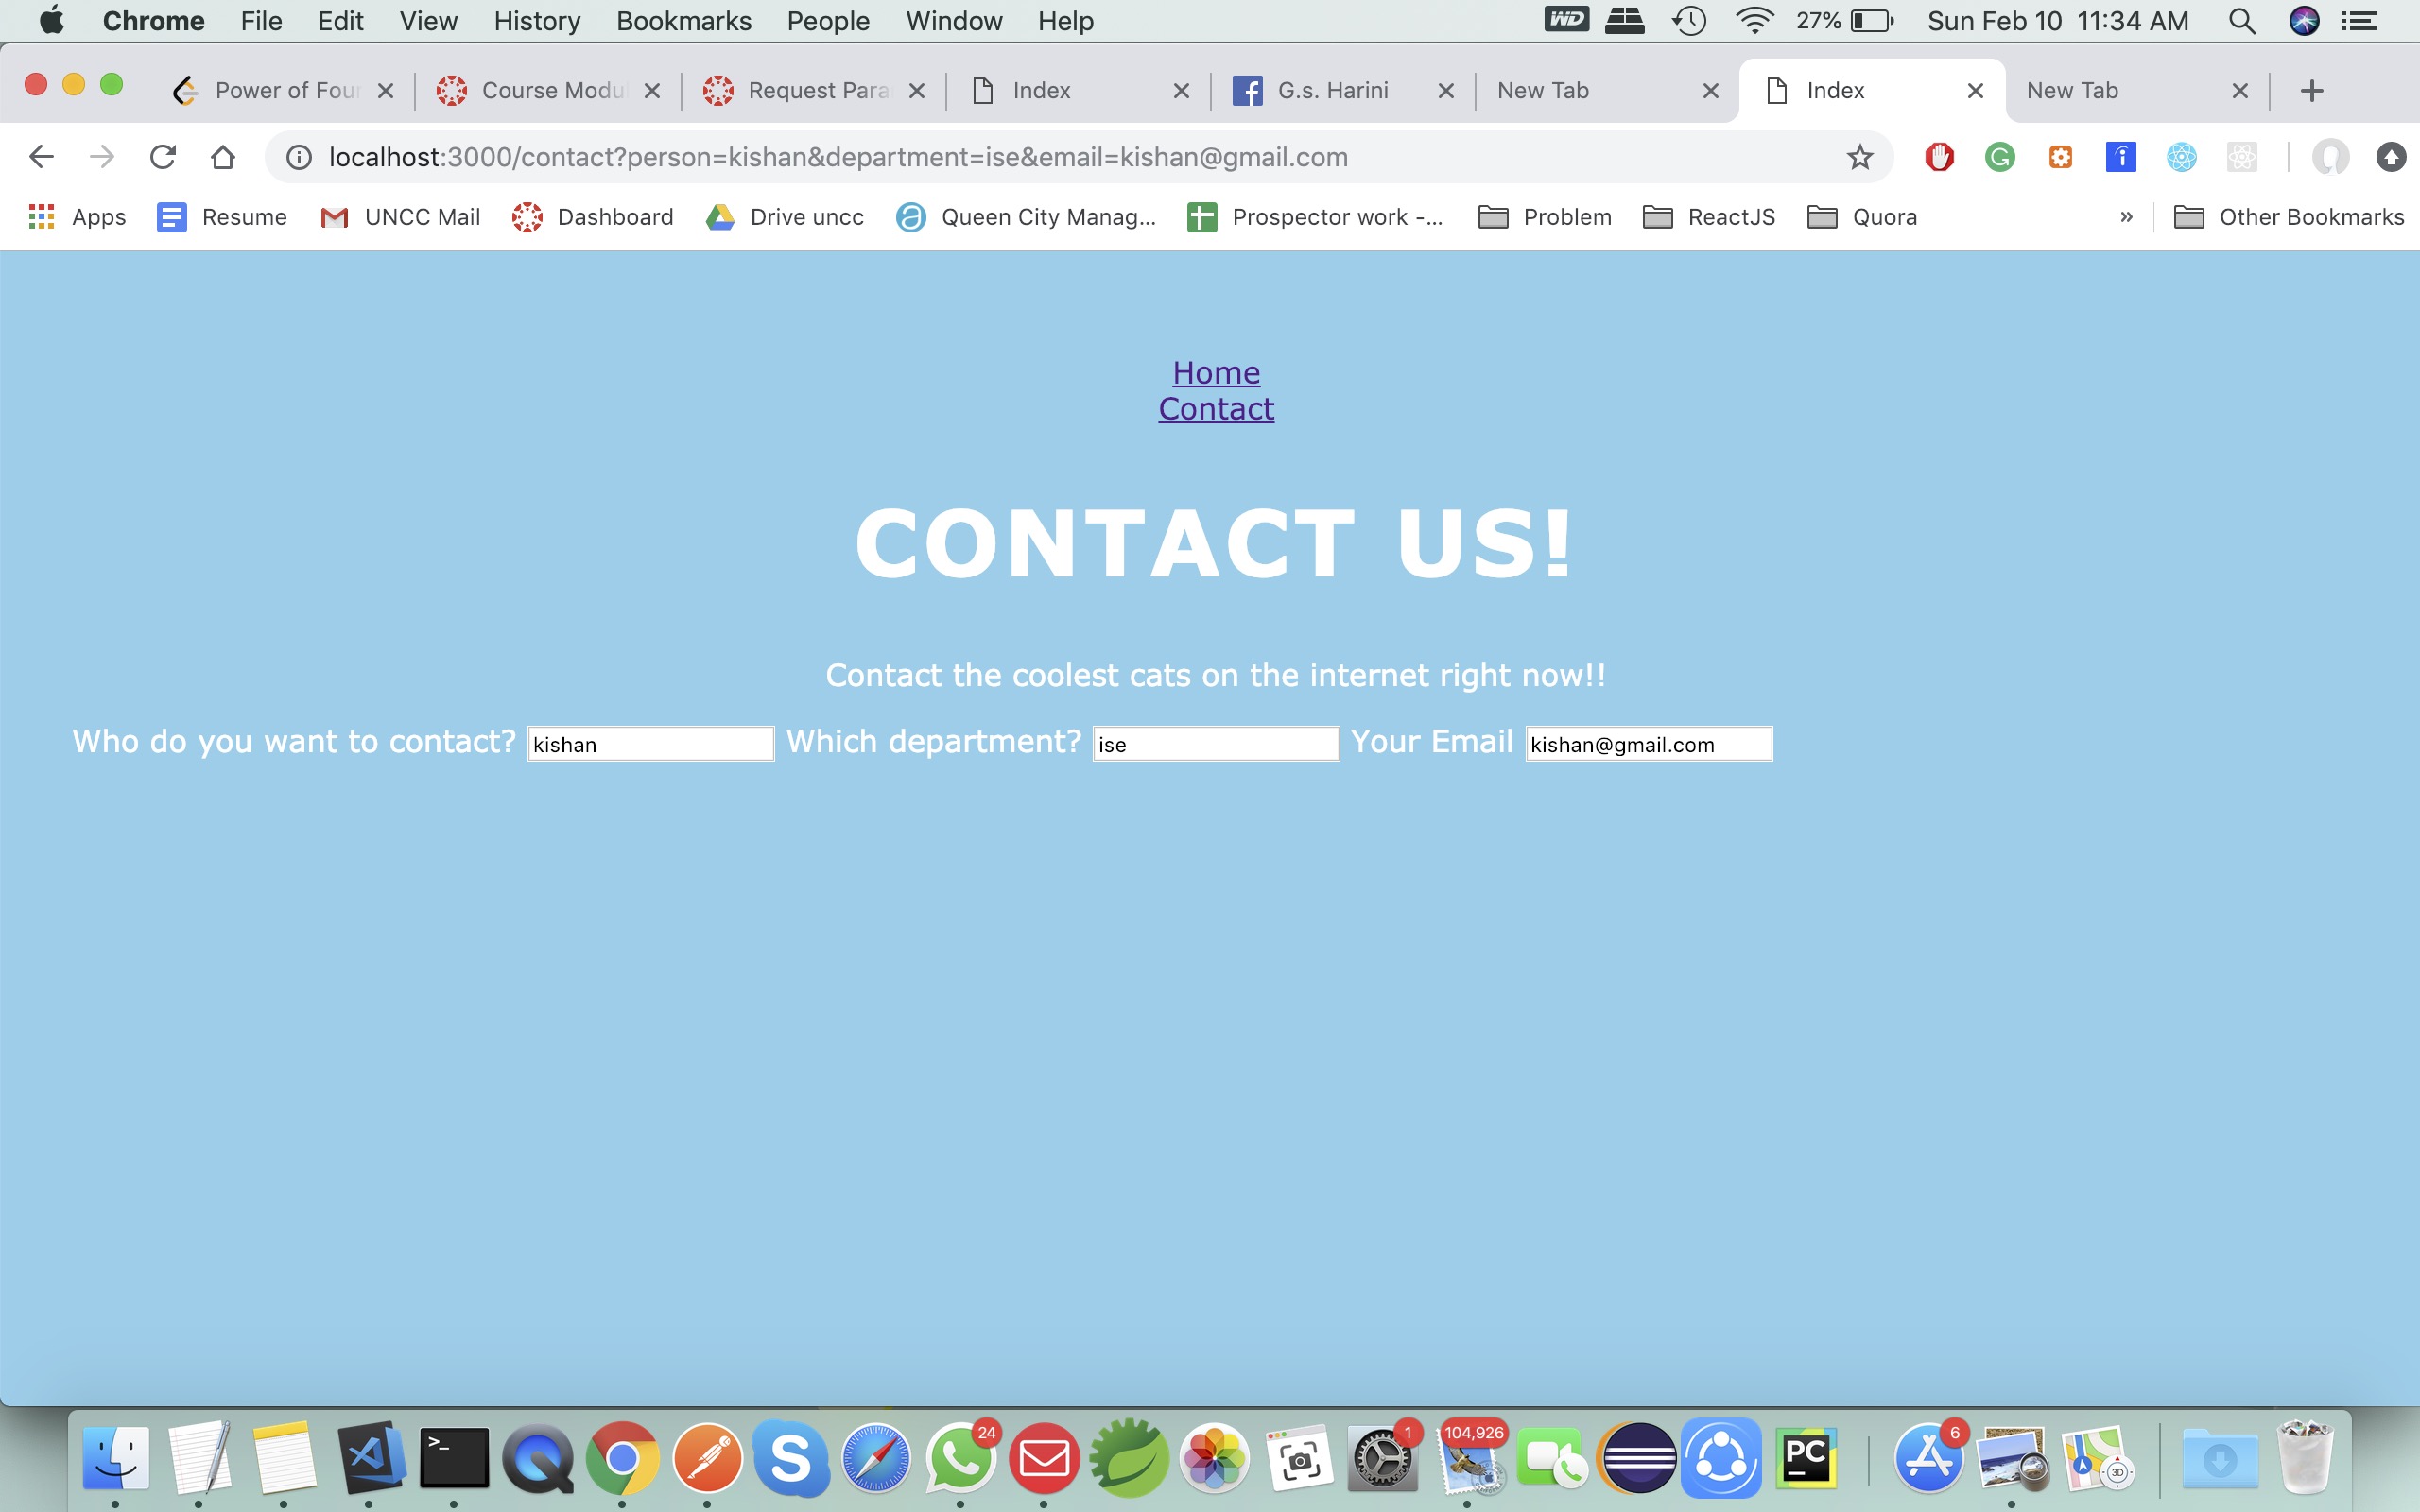 Chrome File Edit View History Bookmarks People Window Help WD 27% Sun Feb 10 11:34 AM
Power of Four Course Modu Request Para Index G.s. Harini New Tab Index New Tab
localhost:3000/contact?person=kishan&department=ise&email=kishan@gmail.com
Apps Resume UNCC Mail Dashboard Drive uncc Queen City Manag... Prospector work -... Problem ReactJS Quora » Other Bookmarks
Home
Contact
CONTACT US!
Contact the coolest cats on the internet right now!!
Who do you want to contact? kishan Which department? ise Your Email kishan@gmail.com
>_ S 24 1 104,926 PC 6 3D